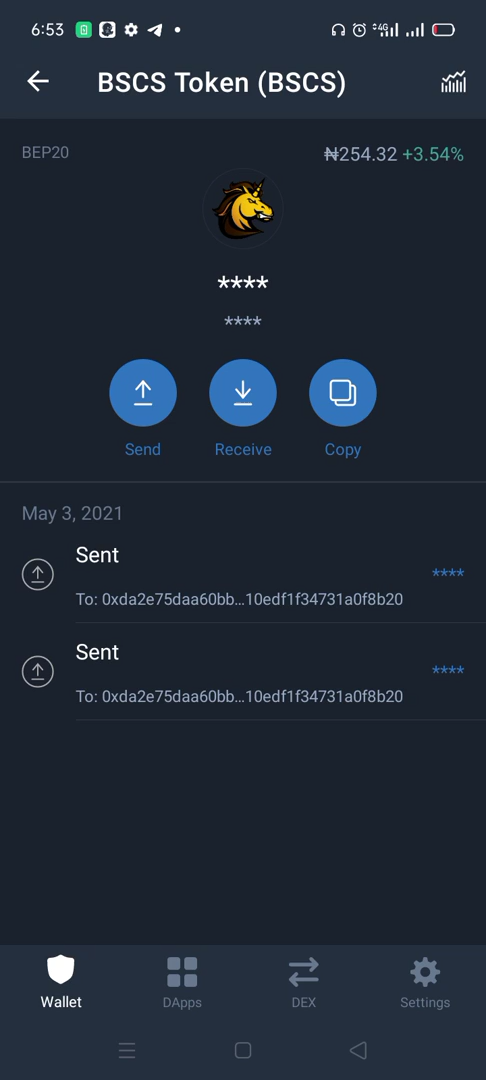 6:53
4G
BSCS Token (BSCS)
BEP20
₦254.32 +3.54%
****
****
Send
Receive
Copy
May 3, 2021
Sent
****
To: 0xda2e75daa60bb...10edf1f34731a0f8b20
Sent
****
To: 0xda2e75daa60bb...10edf1f34731a0f8b20
Wallet
DApps
DEX
Settings